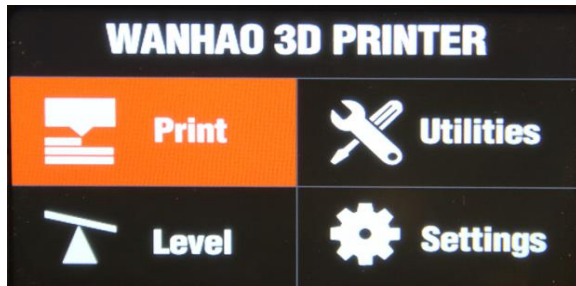 WANHAO 3D PRINTER
Print
Utilities
Level
Settings